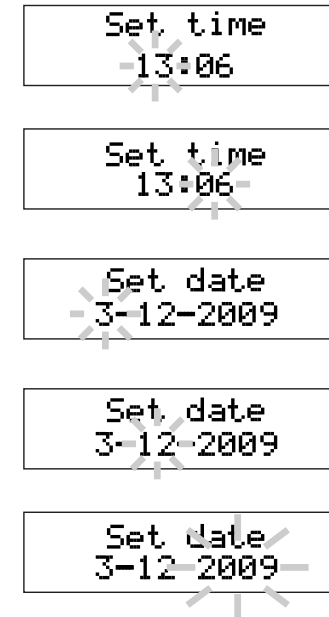 Set time
13:06
Set time
13:06
Set date
3-12-2009
Set date
3-12-2009
Set date
3-12-2009